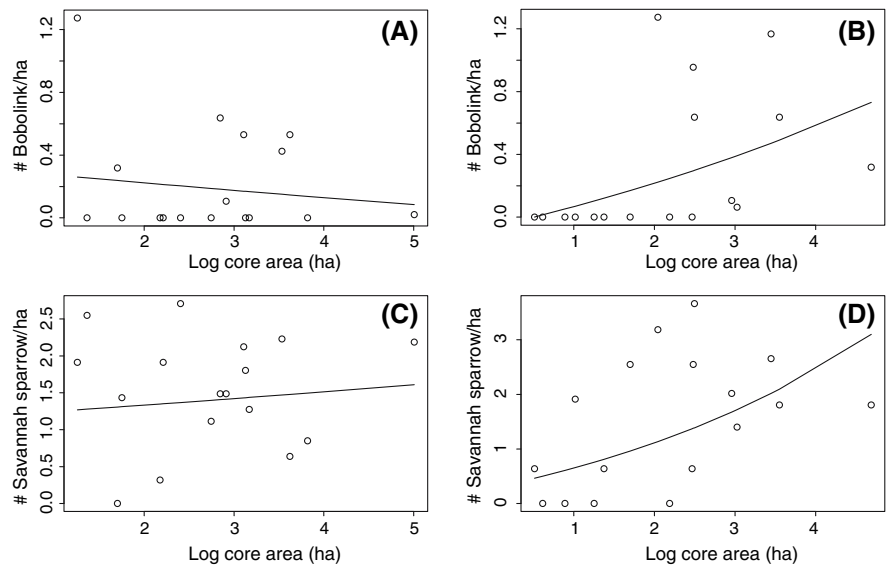 (A)
# Bobolink/ha
0.0 0.4 0.8 1.2
2 3 4 5
Log core area (ha)
(B)
# Bobolink/ha
0.0 0.4 0.8 1.2
1 2 3 4
Log core area (ha)
(C)
# Savannah sparrow/ha
0.0 0.5 1.0 1.5 2.0 2.5
2 3 4 5
Log core area (ha)
(D)
# Savannah sparrow/ha
0 1 2 3
1 2 3 4
Log core area (ha)